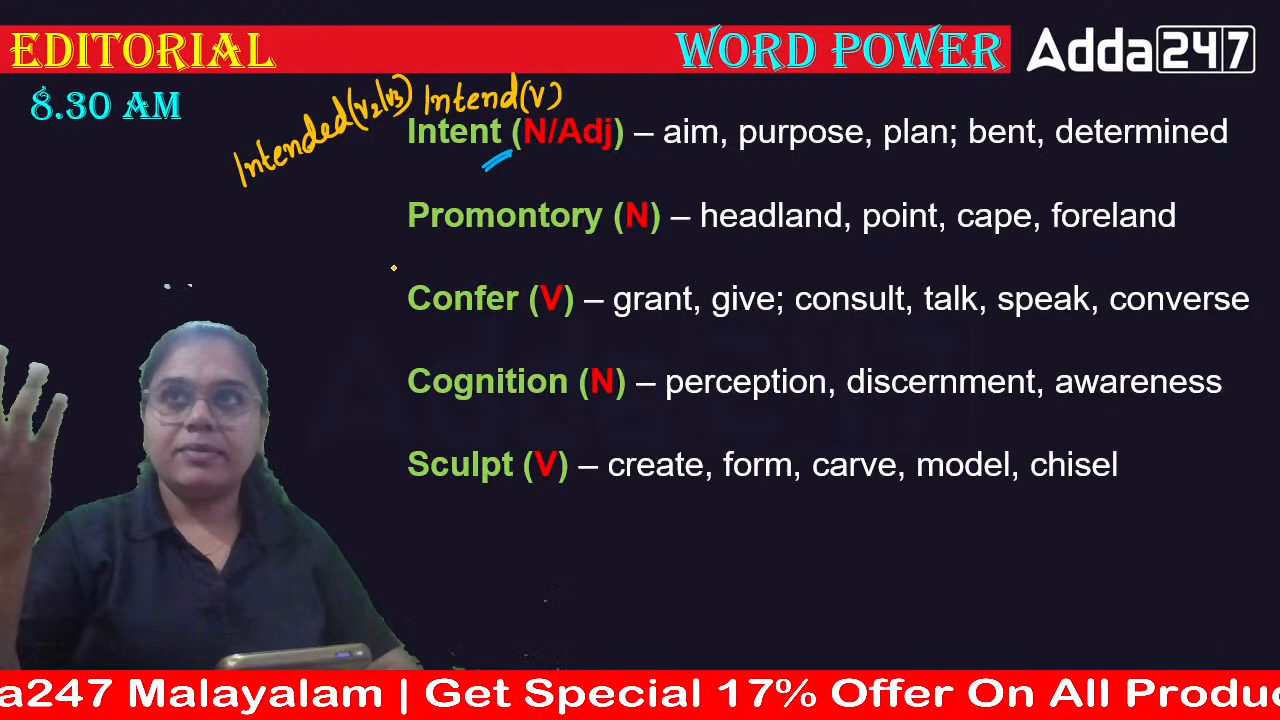 EDITORIAL
WORD POWER
Adda247
8.30 AM
Intended(V2/V3)
Intend(V)
Intent (N/Adj) – aim, purpose, plan; bent, determined
Promontory (N) – headland, point, cape, foreland
Confer (V) – grant, give; consult, talk, speak, converse
Cognition (N) – perception, discernment, awareness
Sculpt (V) – create, form, carve, model, chisel
a247 Malayalam | Get Special 17% Offer On All Produc